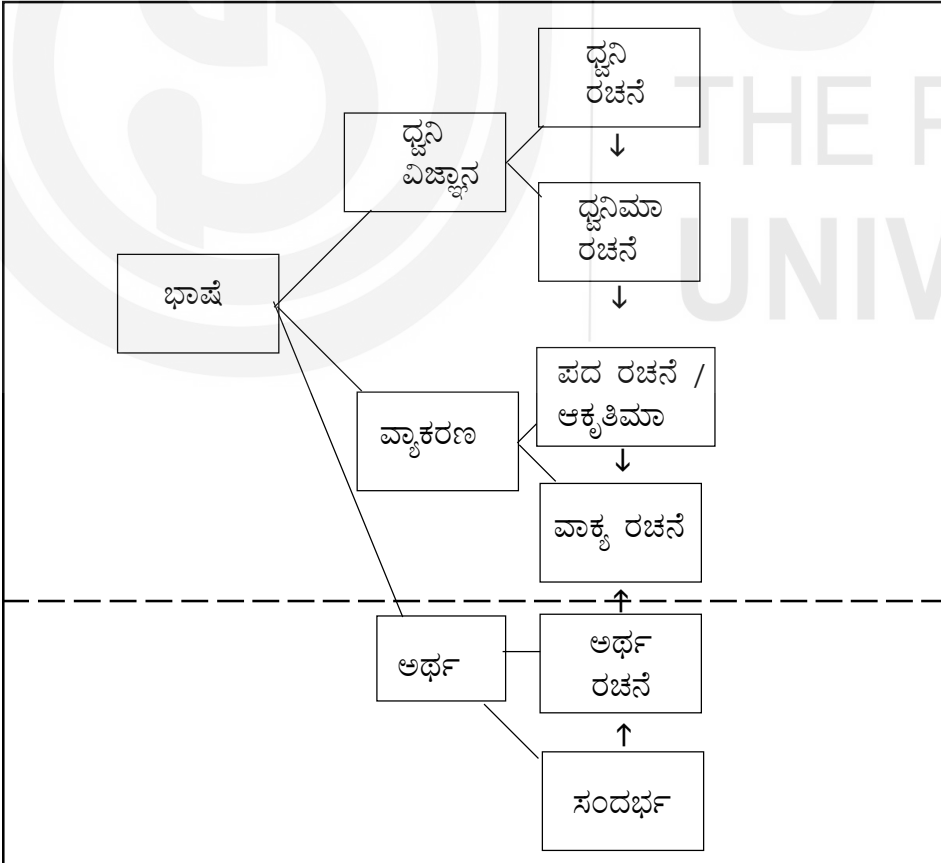 ಧ್ವನಿ
ರಚನೆ
ಧ್ವನಿ
ವಿಜ್ಞಾನ
ಧ್ವನಿಮಾ
ರಚನೆ
ಭಾಷೆ
ಪದ ರಚನೆ /
ಆಕೃತಿಮಾ
ವ್ಯಾಕರಣ
ವಾಕ್ಯ ರಚನೆ
ಅರ್ಥ
ಅರ್ಥ
ರಚನೆ
ಸಂದರ್ಭ
THE
UNIV